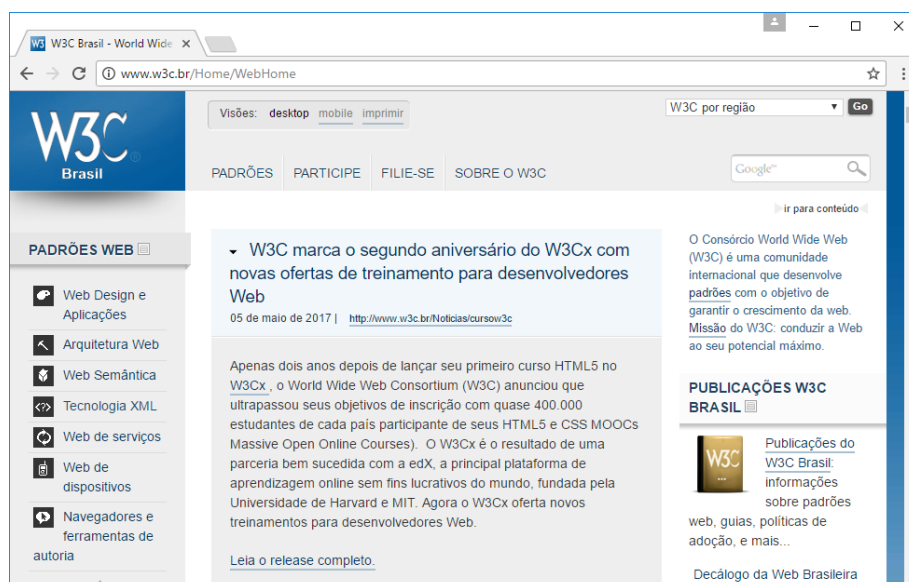 W3C Brasil - World Wide
www.w3c.br/Home/WebHome
W3C
Brasil
Visões: desktop mobile imprimir
W3C por região
Go
PADRÕES PARTICIPE FILIE-SE SOBRE O W3C
Google™
ir para conteúdo
PADRÕES WEB
Web Design e
Aplicações
Arquitetura Web
Web Semântica
Tecnologia XML
Web de serviços
Web de
dispositivos
Navegadores e
ferramentas de
autoria
W3C marca o segundo aniversário do W3Cx com
novas ofertas de treinamento para desenvolvedores
Web
05 de maio de 2017 | http://www.w3c.br/Noticias/cursow3c
Apenas dois anos depois de lançar seu primeiro curso HTML5 no
W3Cx , o World Wide Web Consortium (W3C) anunciou que
ultrapassou seus objetivos de inscrição com quase 400.000
estudantes de cada país participante de seus HTML5 e CSS MOOCs
Massive Open Online Courses). O W3Cx é o resultado de uma
parceria bem sucedida com a edX, a principal plataforma de
aprendizagem online sem fins lucrativos do mundo, fundada pela
Universidade de Harvard e MIT. Agora o W3Cx oferta novos
treinamentos para desenvolvedores Web.
Leia o release completo.
O Consórcio World Wide Web
(W3C) é uma comunidade
internacional que desenvolve
padrões com o objetivo de
garantir o crescimento da web.
Missão do W3C: conduzir a Web
ao seu potencial máximo.
PUBLICAÇÕES W3C
BRASIL
W3C
Publicações do
W3C Brasil:
informações
sobre padrões
web, guias, políticas de
adoção, e mais...
Decálogo da Web Brasileira